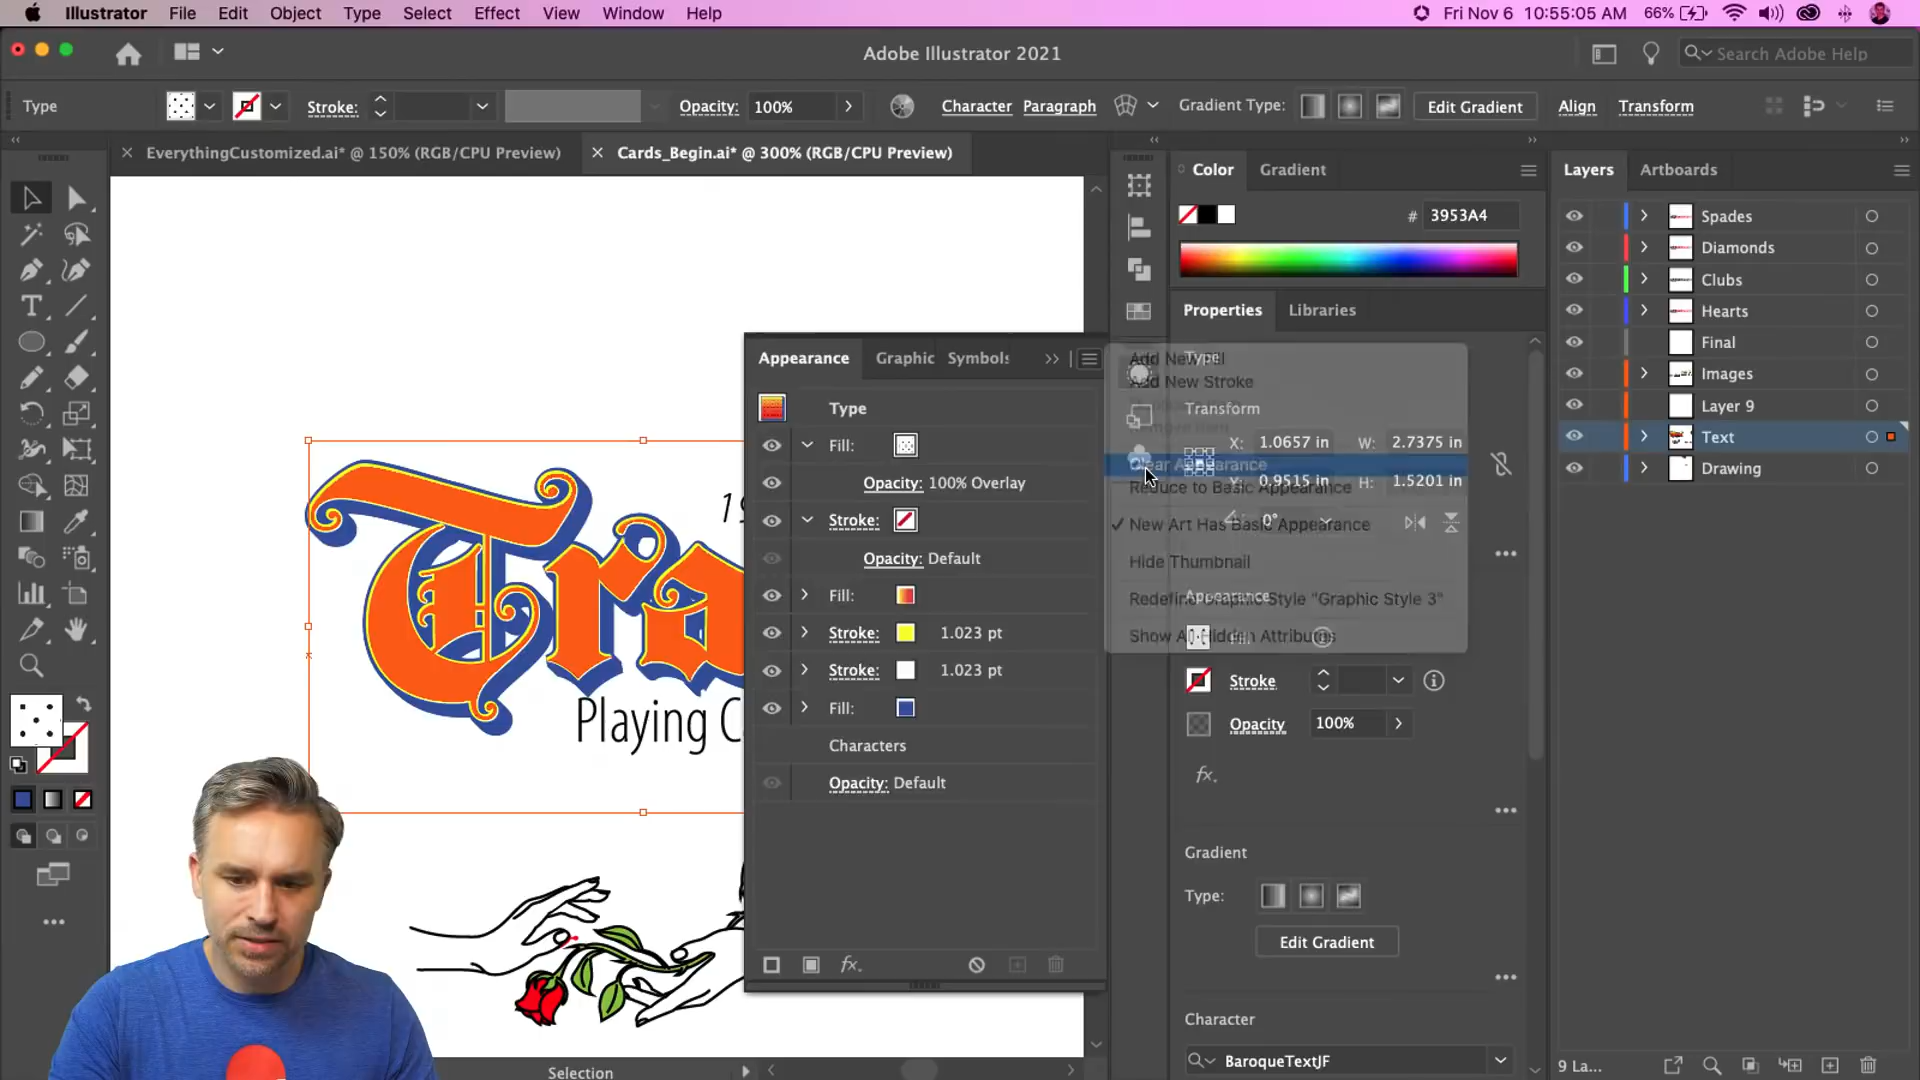 Illustrator File Edit Object Type Select Effect View Window Help
Fri Nov 6 10:55:05 AM 66%
Adobe Illustrator 2021
Search Adobe Help
Type
Stroke:
Opacity: 100%
Character Paragraph
Gradient Type:
Edit Gradient
Align Transform
EverythingCustomized.ai* @ 150% (RGB/CPU Preview)
Cards_Begin.ai* @ 300% (RGB/CPU Preview)
Color Gradient
# 3953A4
Properties Libraries
Layers Artboards
Spades
Diamonds
Clubs
Hearts
Final
Images
Layer 9
Text
Drawing
9 La...
Appearance Graphic Symbols
Type
Fill:
Opacity: 100% Overlay
Stroke:
Opacity: Default
Fill:
Stroke: 1.023 pt
Stroke: 1.023 pt
Fill:
Characters
Opacity: Default
fx.
Add New Fill
Add New Stroke
Clear Appearance
Reduce to Basic Appearance
New Art Has Basic Appearance
Hide Thumbnail
Redefine Graphic Style "Graphic Style 3"
Show All Hidden Attributes
Type
Transform
X: 1.0657 in W: 2.7375 in
Y: 0.9515 in H: 1.5201 in
0°
Appearance
Fill
Stroke
Opacity 100%
fx.
Gradient
Type:
Edit Gradient
Character
BaroqueTextJF
19
Tra
Playing C
Selection